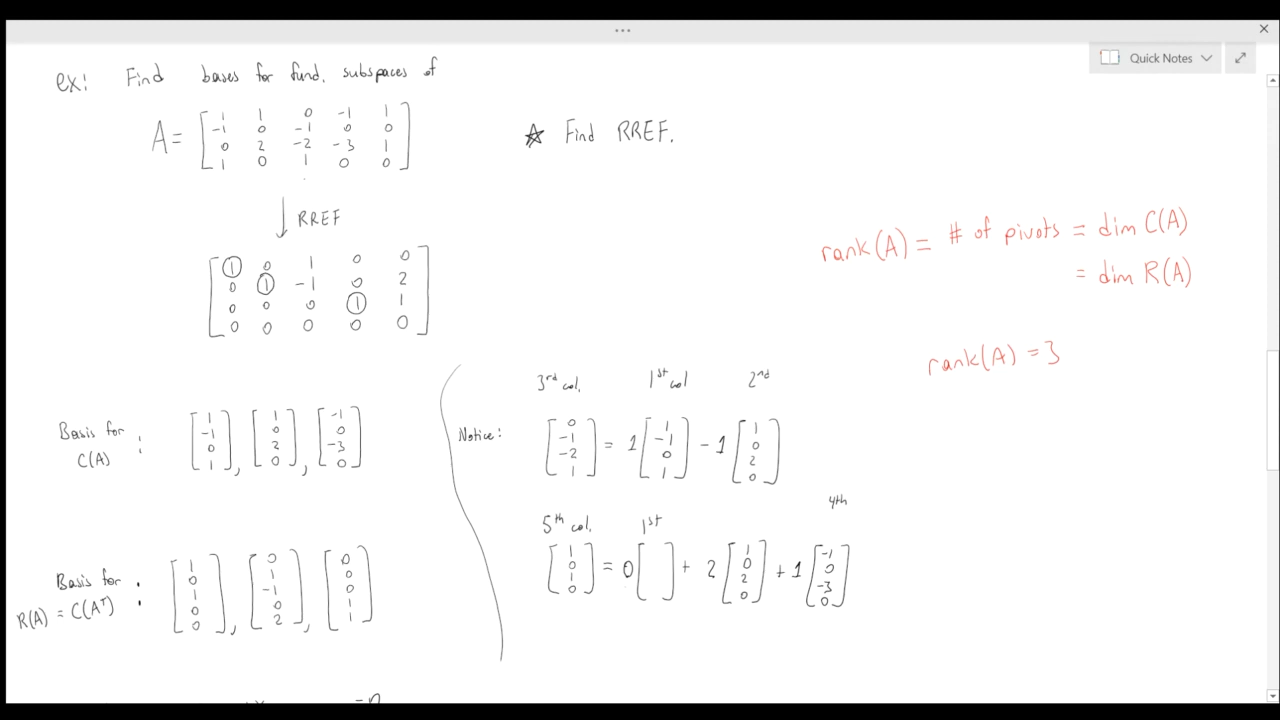 Quick Notes
ex: Find bases for fund. subspaces of
A = [ 1 1 0 -1 1
-1 0 -1 0 0
0 2 -2 -3 1
1 0 1 0 0 ]
☆ Find RREF.
↓ RREF
[ 1 0 1 0 0
0 1 -1 0 2
0 0 0 1 1
0 0 0 0 0 ]
rank(A) = # of pivots = dim C(A)
= dim R(A)
rank(A) = 3
Basis for C(A) : [ 1 -1 0 1 ], [ 1 0 2 0 ], [ -1 0 -3 0 ]
3rd col. 1st col 2nd
Notice: [ 0 -1 -2 1 ] = 1 [ 1 -1 0 1 ] - 1 [ 1 0 2 0 ]
4th
5th col. 1st
[ 1 0 1 0 ] = 0 [ ] + 2 [ 1 0 2 0 ] + 1 [ -1 0 -3 0 ]
Basis for
R(A) = C(Aᵀ) : [ 1 0 1 0 0 ], [ 0 1 -1 0 2 ], [ 0 0 0 1 1 ]